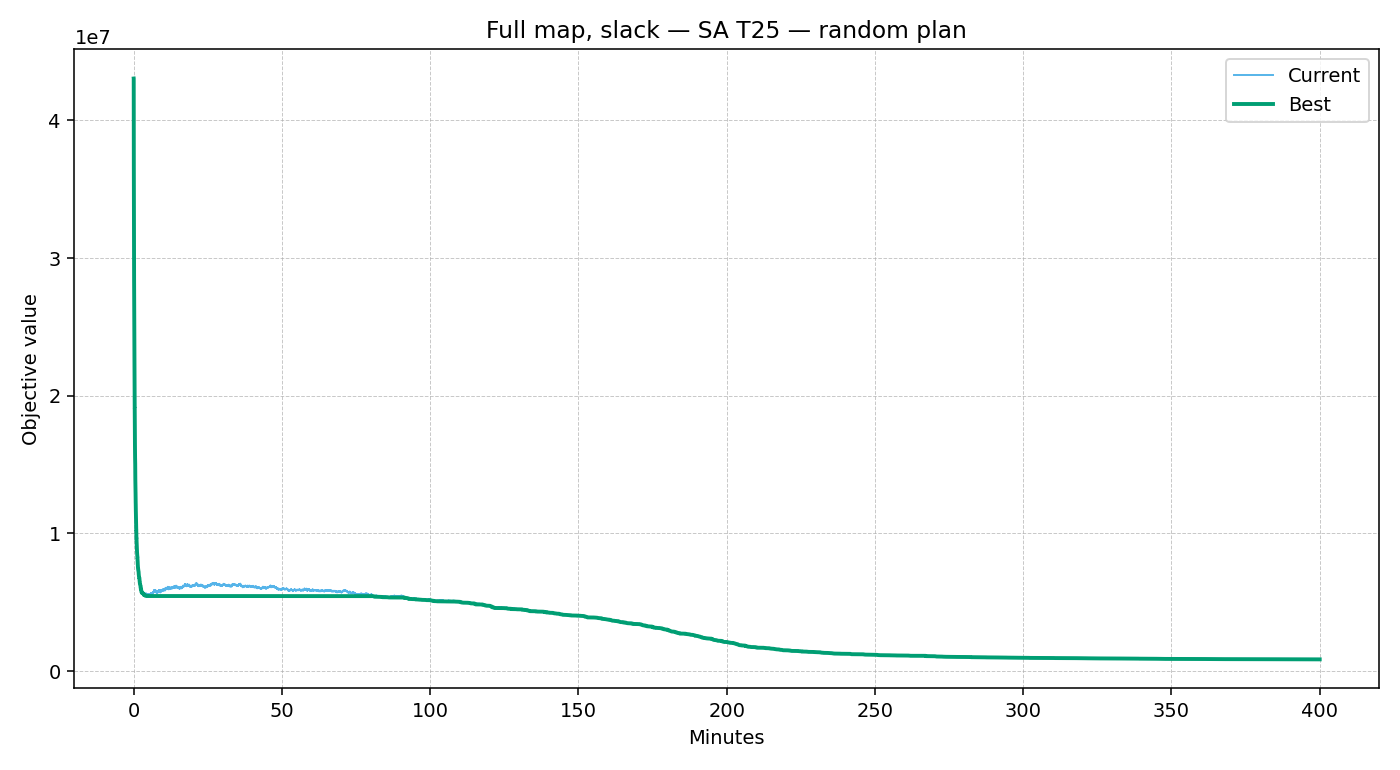 Full map, slack — SA T25 — random plan
1e7
Current
Best
4
3
2
1
0
Objective value
0 50 100 150 200 250 300 350 400
Minutes